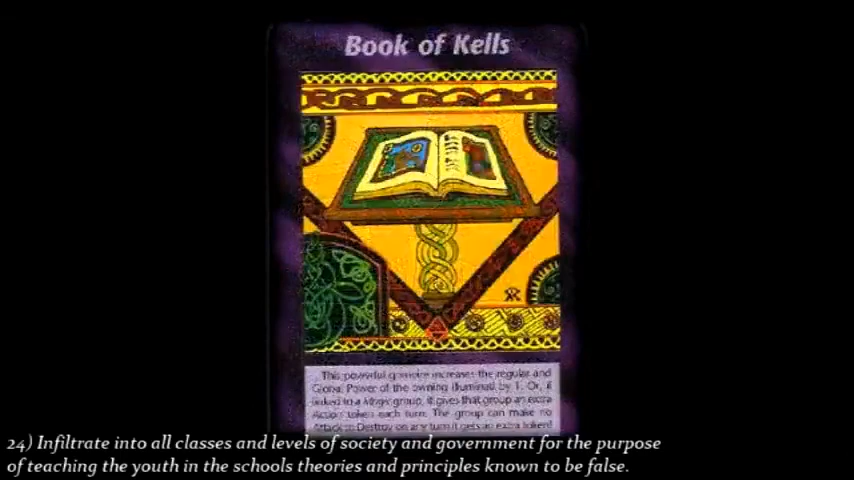 Book of Kells
This powerful grimoire increases the regular and
Global Power of the owning Illuminati by 1. Or, if
linked to a Magic group, it gives that group an extra
Action token each turn. The group can make no
Attack to Destroy on any turn it gets an extra token!
24) Infiltrate into all classes and levels of society and government for the purpose
of teaching the youth in the schools theories and principles known to be false.